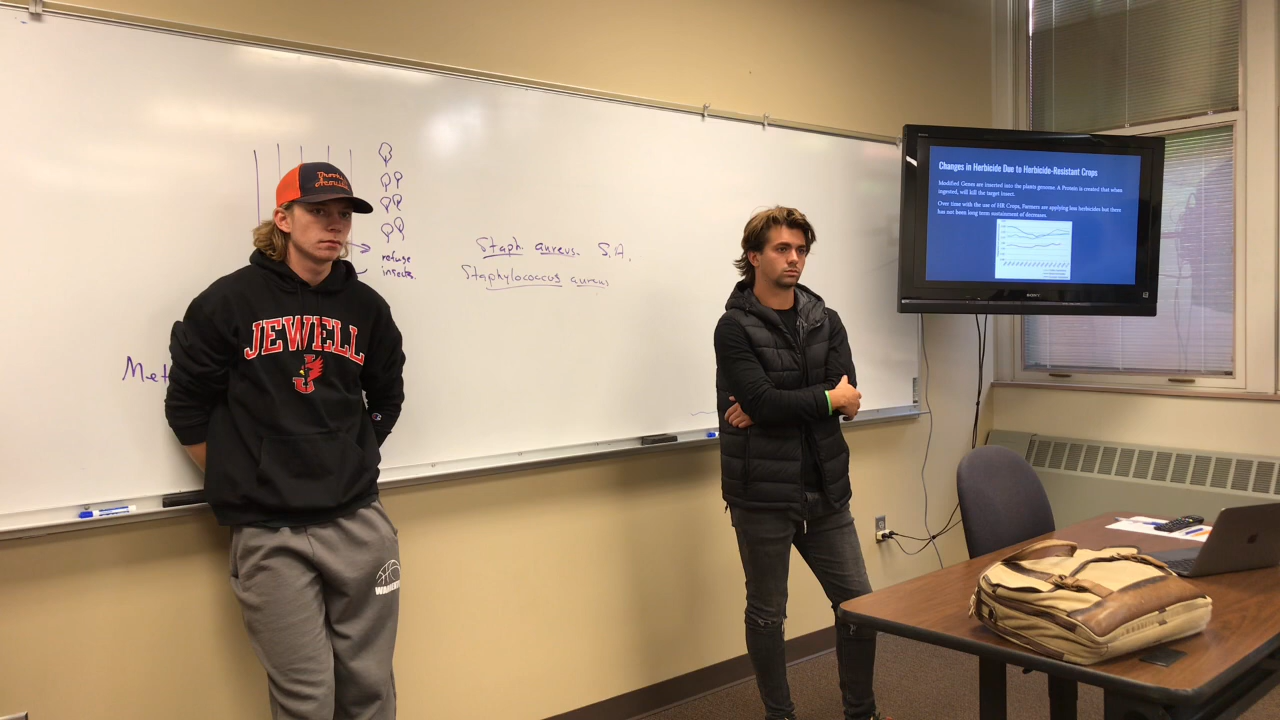 Staph. aureus. S.A.
Staphylococcus aureus
refuge
insects.
Met
JEWELL
J
Changes in Herbicide Due to Herbicide-Resistant Crops
Modified Genes are inserted into the plants genome. A Protein is created that when
ingested, will kill the target insect.
Over time with the use of HR Crops, Farmers are applying less herbicides but there
has not been long term sustainment of decreases.
SONY